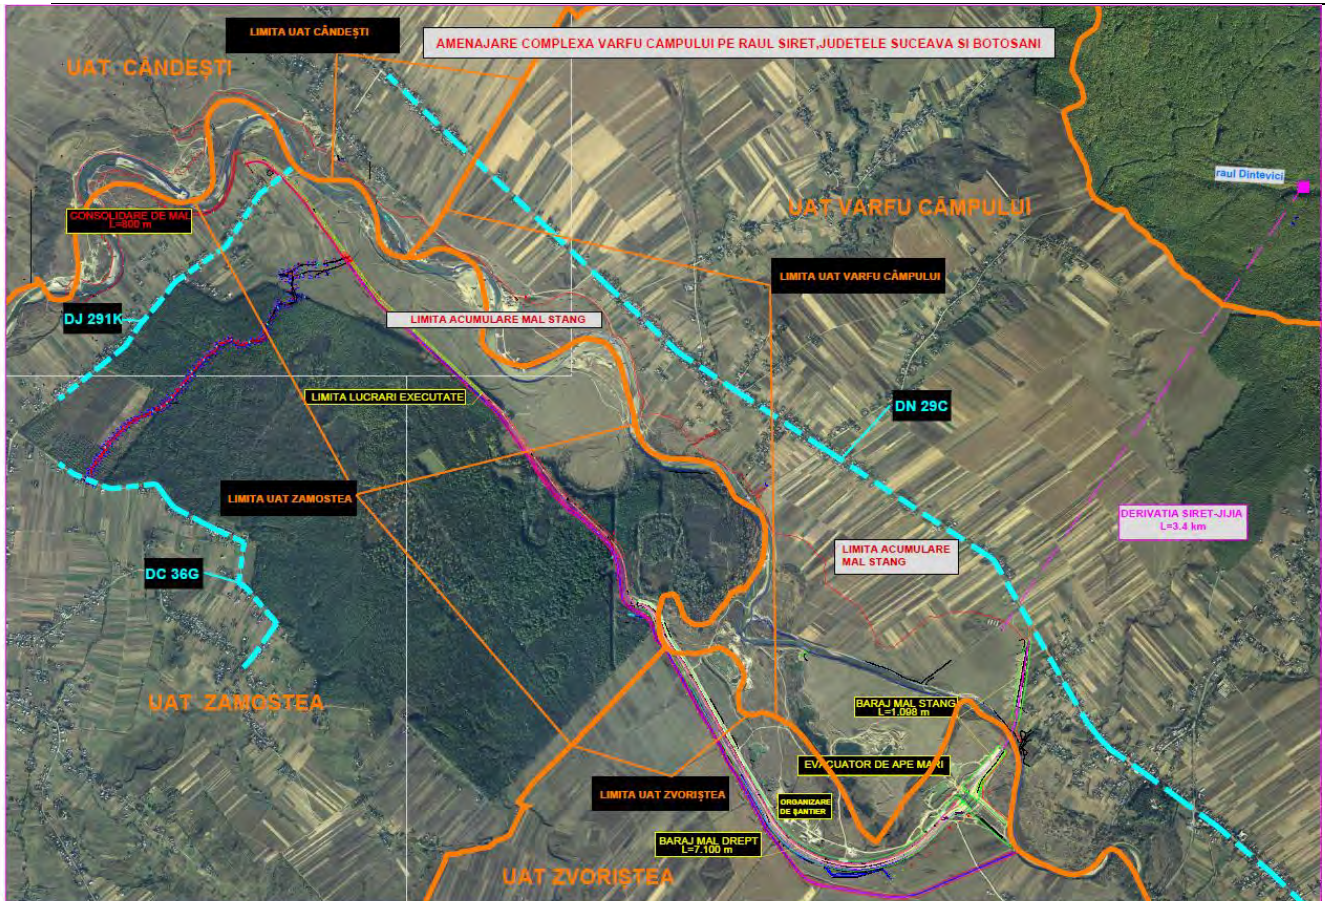 LIMITA UAT CÂNDEȘTI
AMENAJARE COMPLEXA VARFU CAMPULUI PE RAUL SIRET,JUDETELE SUCEAVA SI BOTOSANI
UAT CÂNDEȘTI
raul Dintevici
UAT VARFU CÂMPULUI
CONSOLIDARE DE MAL
L=800 m
LIMITA UAT VARFU CÂMPULUI
DJ 291K
LIMITA ACUMULARE MAL STANG
LIMITA LUCRARI EXECUTATE
DN 29C
LIMITA UAT ZAMOSTEA
DERIVATIA SIRET-JIJIA
L=3.4 km
LIMITA ACUMULARE
MAL STANG
DC 36G
UAT ZAMOSTEA
BARAJ MAL STANG
L=1.098 m
EVACUATOR DE APE MARI
LIMITA UAT ZVORIȘTEA
ORGANIZARE
DE ȘANTIER
BARAJ MAL DREPT
L=7.100 m
UAT ZVORIȘTEA